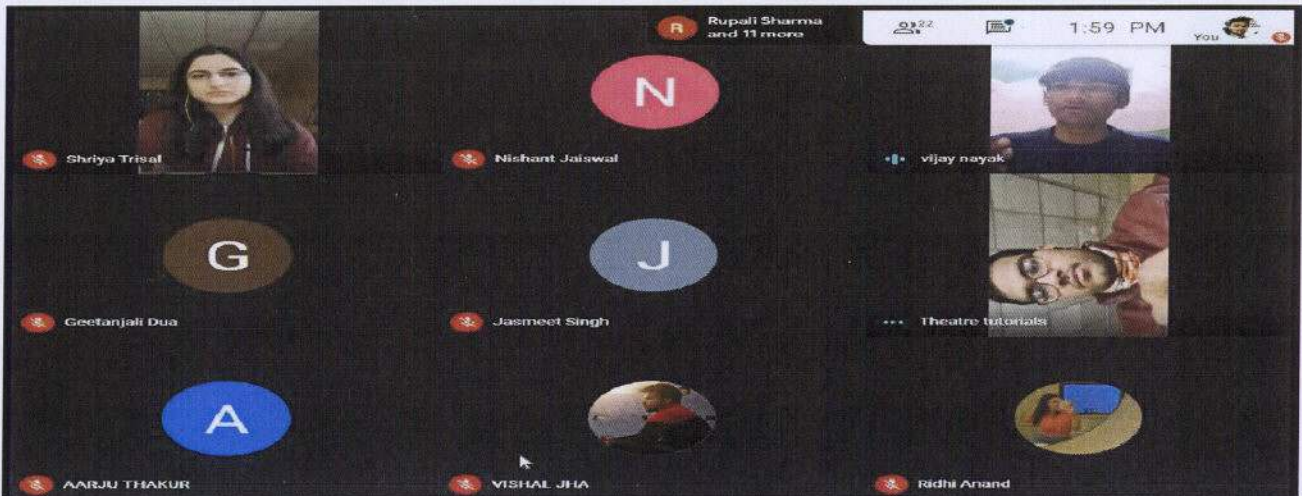 R
Rupali Sharma
and 11 more
22
1:59 PM
You
N
Shriya Trisal
Nishant Jaiswal
vijay nayak
G
J
Geetanjali Dua
Jasmeet Singh
Theatre tutorials
A
AARJU THAKUR
VISHAL JHA
Ridhi Anand